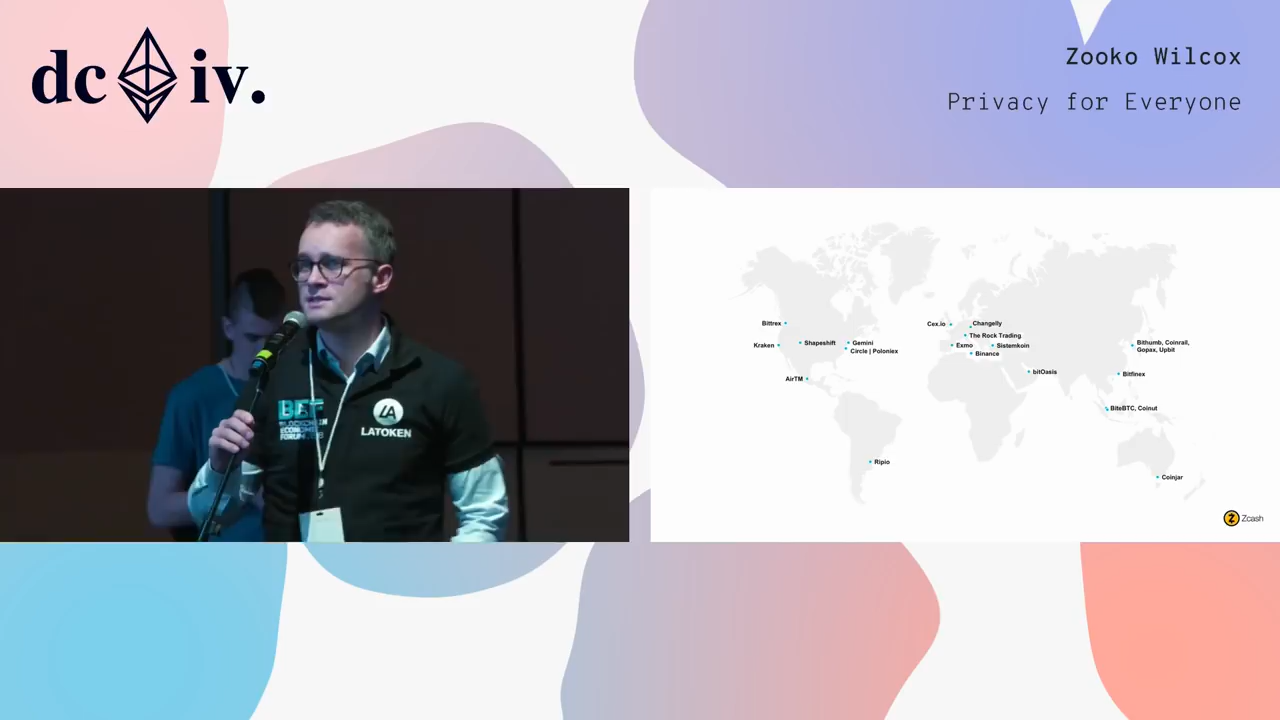 dc iv.
Zooko Wilcox
Privacy for Everyone
BEF
BLOCKCHAIN
ECONOMIC
FORUM
LA
LATOKEN
Bittrex
Kraken
Shapeshift
Gemini
Circle | Poloniex
AirTM
Ripio
Cex.io
Changelly
The Rock Trading
Exmo
Sistemkoin
Binance
bitOasis
Bithumb, Coinrail,
Gopax, Upbit
Bitfinex
BiteBTC, Coinut
Coinjar
Zcash